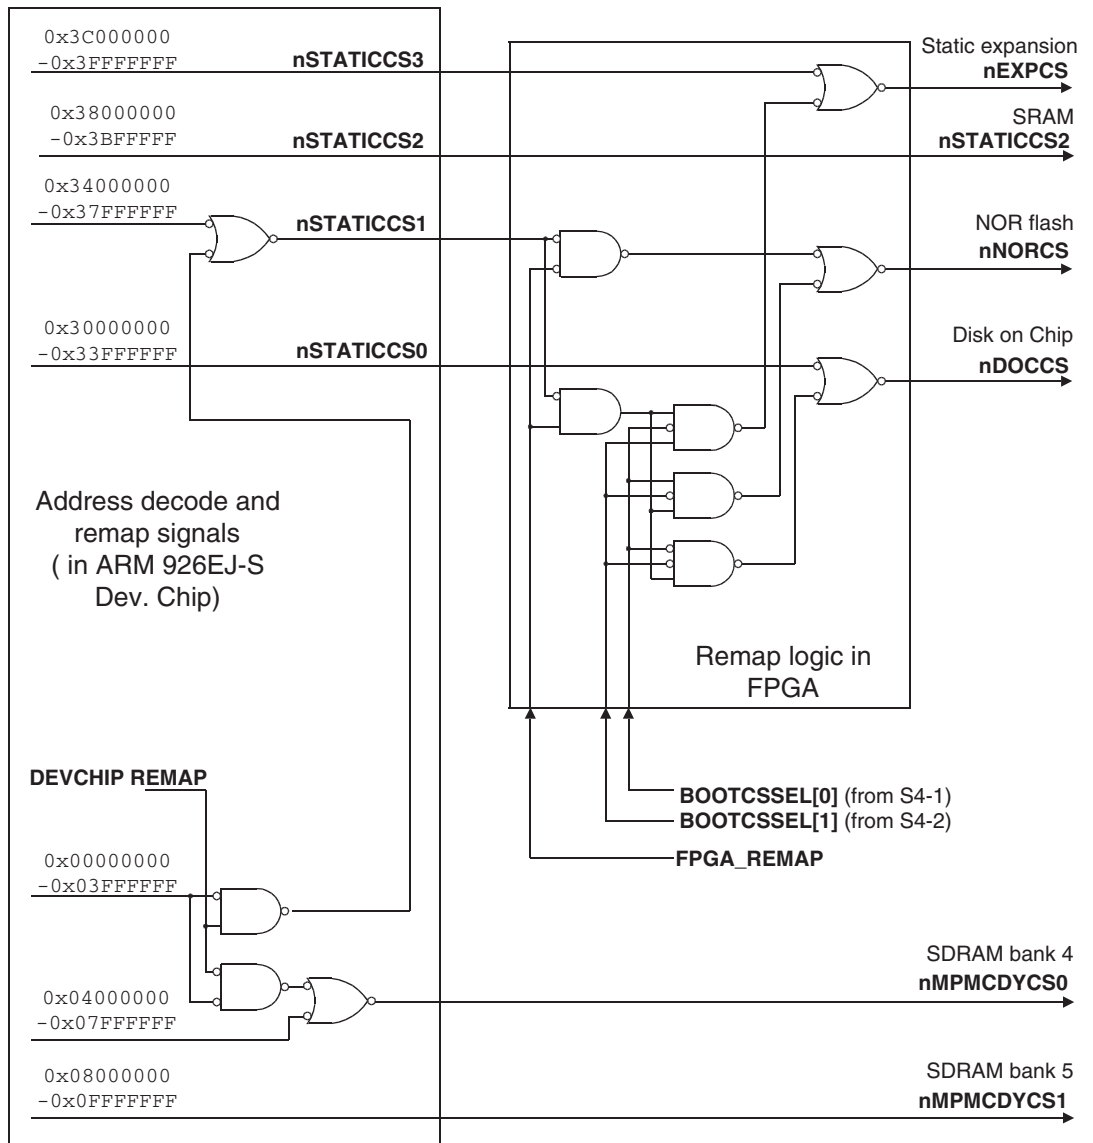 0x3C000000
-0x3FFFFFFF
nSTATICCS3
Static expansion
nEXPCS
0x38000000
-0x3BFFFFF
nSTATICCS2
SRAM
nSTATICCS2
0x34000000
-0x37FFFFFF
nSTATICCS1
NOR flash
nNORCS
0x30000000
-0x33FFFFFF
nSTATICCS0
Disk on Chip
nDOCCS
Address decode and
remap signals
( in ARM 926EJ-S
Dev. Chip)
Remap logic in
FPGA
DEVCHIP REMAP
BOOTCSSEL[0] (from S4-1)
BOOTCSSEL[1] (from S4-2)
FPGA_REMAP
0x00000000
-0x03FFFFFF
SDRAM bank 4
nMPMCDYCS0
0x04000000
-0x07FFFFFF
SDRAM bank 5
nMPMCDYCS1
0x08000000
-0x0FFFFFFF